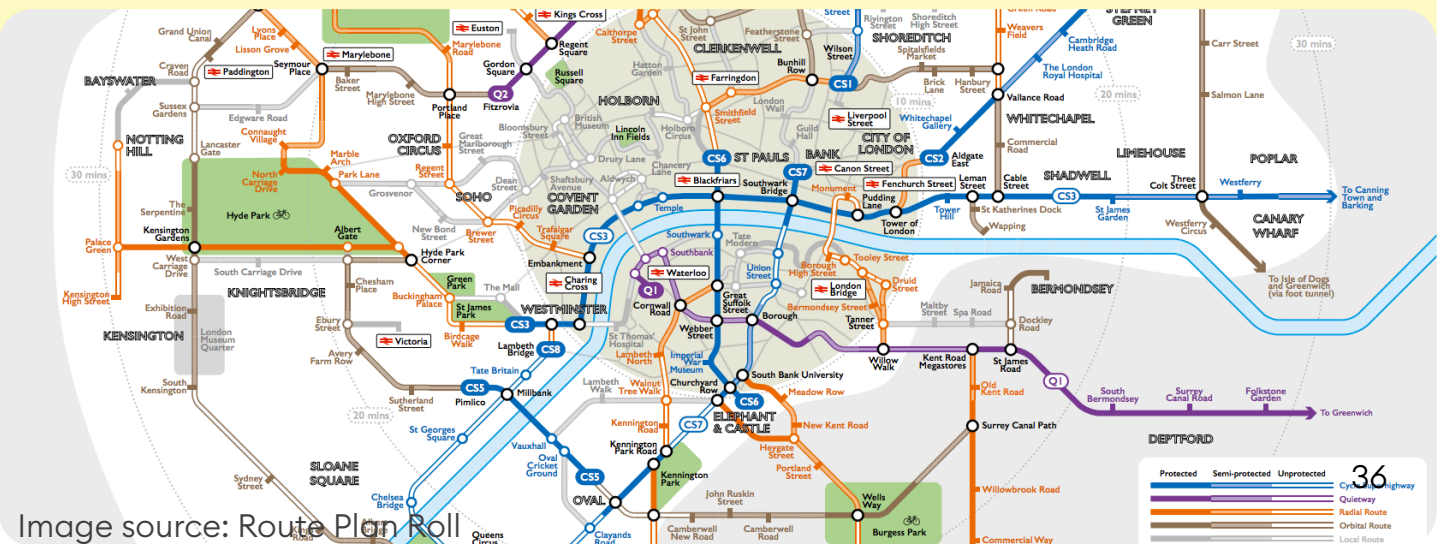 Grand Union
Canal
Lyons
Place
Lisson Grove
Craven
Road
Paddington
Seymour
Place
Marylebone
Baker
Street
Marylebone
High Street
Marylebone
Road
Euston
Kings Cross
Regent
Square
Gordon
Square
Russell
Square
Q2
Fitzrovia
Portland
Place
BAYSWATER
Sussex
Gardens
Edgware Road
Connaught
Village
NOTTING
HILL
Lancaster
Gate
30 mins
North
Carriage
Drive
Marble
Arch
Park Lane
Grosvenor
OXFORD
CIRCUS
Great
Marlborough
Street
Regent
Street
SOHO
Dean
Street
Bloomsbury
Street
British
Museum
Drury Lane
Shaftsbury
Avenue
Aldwych
COVENT
GARDEN
The
Serpentine
Hyde Park
Kensington
Gardens
Albert
Gate
Palace
Green
New Bond
Street
Brewer
Street
Picadilly
Circus
Trafalgar
Square
Embankment
Hyde Park
Corner
West
Carriage
Drive
South Carriage Drive
Kensington
High Street
KNIGHTSBRIDGE
Chesham
Place
Buckingham
Palace
Green
Park
The Mall
St James
Park
Birdcage
Walk
Charing
Cross
WESTMINSTER
CS3
Exhibition
Road
KENSINGTON
London
Museum
Quarter
Ebury
Street
Victoria
Avery
Farm Row
South
Kensington
Lambeth
Bridge
CS8
Tate Britain
CS5
Pimlico
Millbank
Sutherland
Street
20 mins
St Georges
Square
Vauxhall
Oval
Cricket
Ground
CS5
OVAL
SLOANE
SQUARE
Sydney
Street
Chelsea
Bridge
Queens
Circus
Clayands
Road
Calthorpe
Street
St John
Street
CLERKENWELL
Featherstone
Street
Hatton
Garden
Farringdon
Bunhill
Row
Wilson
Street
CS1
Rivington
Street
Shoreditch
High Street
SHOREDITCH
Spitalsfields
Market
Brick
Lane
Hanbury
Street
HOLBORN
Lincoln
Inn Fields
Holborn
Circus
Chancery
Lane
Smithfield
Street
London
Wall
10 mins
Liverpool
Street
Guild
Hall
CS6
ST PAULS
BANK
CITY OF
LONDON
CS7
Canon Street
Blackfriars
Southwark
Bridge
Fenchurch Street
Monument
Pudding
Lane
Tower of
London
Temple
CS3
Whitechapel
Gallery
CS2
Aldgate
East
Weavers
Field
STEPNEY
GREEN
Cambridge
Heath Road
The London
Royal Hospital
Vallance Road
WHITECHAPEL
20 mins
Commercial
Road
Leman
Street
Cable
Street
SHADWELL
CS3
Tower
Hill
St Katherines Dock
Wapping
St James
Garden
Carr Street
30 mins
Salmon Lane
LIMEHOUSE
POPLAR
Three
Colt Street
Westferry
To Canning
Town and
Barking
Westferry
Circus
CANARY
WHARF
To Isle of Dogs
and Greenwich
(via foot tunnel)
Southwark
Tate
Modern
Southbank
Waterloo
Q1
Union
Street
Borough
High Street
Tooley Street
London
Bridge
Druid
Street
Bermondsey Street
Cornwall
Road
Great
Suffolk
Street
Webber
Street
Borough
Tanner
Street
Maltby
Street
Spa Road
Jamaica
Road
BERMONDSEY
Dockley
Road
St Thomas'
Hospital
Lambeth
North
Imperial
War
Museum
Willow
Walk
Kent Road
Megastores
St James
Road
Q1
South
Bermondsey
Surrey
Canal Road
Folkstone
Garden
To Greenwich
Lambeth
Walk
Walnut
Tree Walk
Churchyard
Row
South Bank University
CS6
Meadow Row
ELEPHANT
& CASTLE
New Kent Road
Old
Kent Road
Surrey Canal Path
Kennington
Road
CS7
Kennington
Park Road
Kennington
Park
Heygate
Street
Portland
Street
John Ruskin
Street
Camberwell
New Road
Camberwell
Road
Wells
Way
Burgess Park
Willowbrook Road
Commercial Way
DEPTFORD
Protected Semi-protected Unprotected
36
Cycle Superhighway
Quietway
Radial Route
Orbital Route
Local Route
Image source: Route Plan Roll